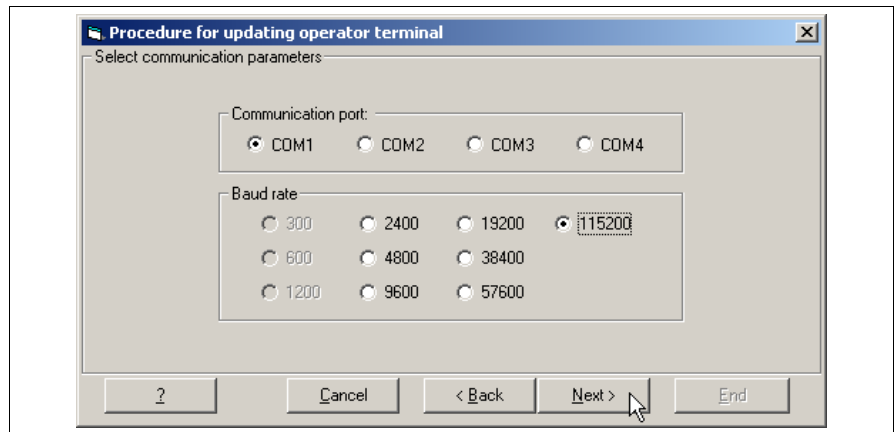 Procedure for updating operator terminal
Select communication parameters
Communication port:
COM1 COM2 COM3 COM4
Baud rate
300 2400 19200 115200
600 4800 38400
1200 9600 57600
? Cancel < Back Next > End